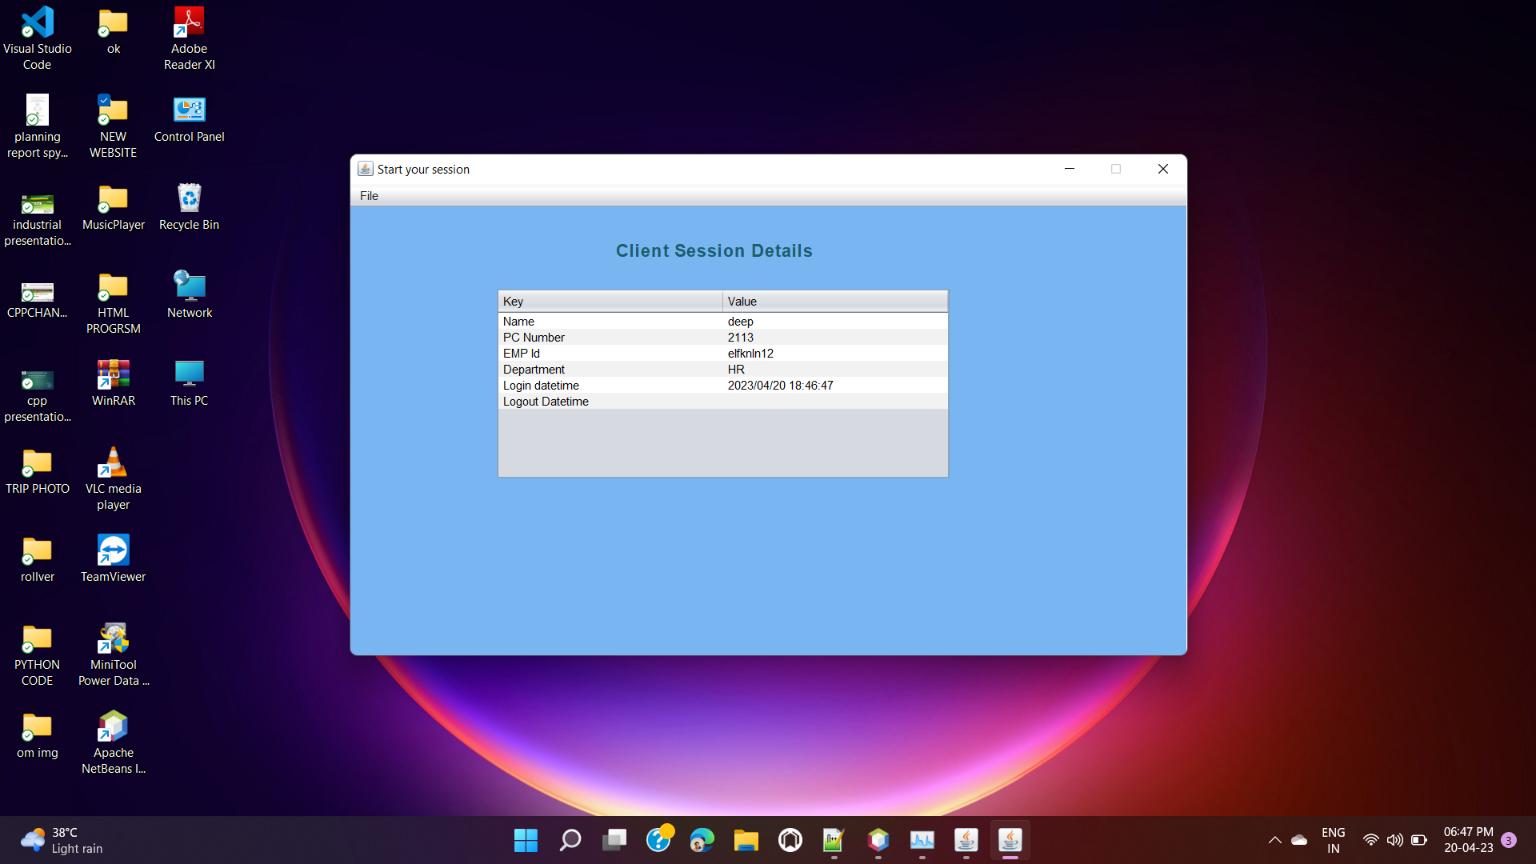 Visual Studio
Code
ok
Adobe
Reader XI
planning
report spy...
NEW
WEBSITE
Control Panel
industrial
presentatio...
MusicPlayer
Recycle Bin
CPPCHAN...
HTML
PROGRSM
Network
cpp
presentatio...
WinRAR
This PC
TRIP PHOTO
VLC media
player
rollver
TeamViewer
PYTHON
CODE
MiniTool
Power Data ...
om img
Apache
NetBeans I...
Start your session
File
Client Session Details
Key Value
Name deep
PC Number 2113
EMP Id elfknln12
Department HR
Login datetime 2023/04/20 18:46:47
Logout Datetime
38°C
Light rain
ENG
IN
06:47 PM
20-04-23
3